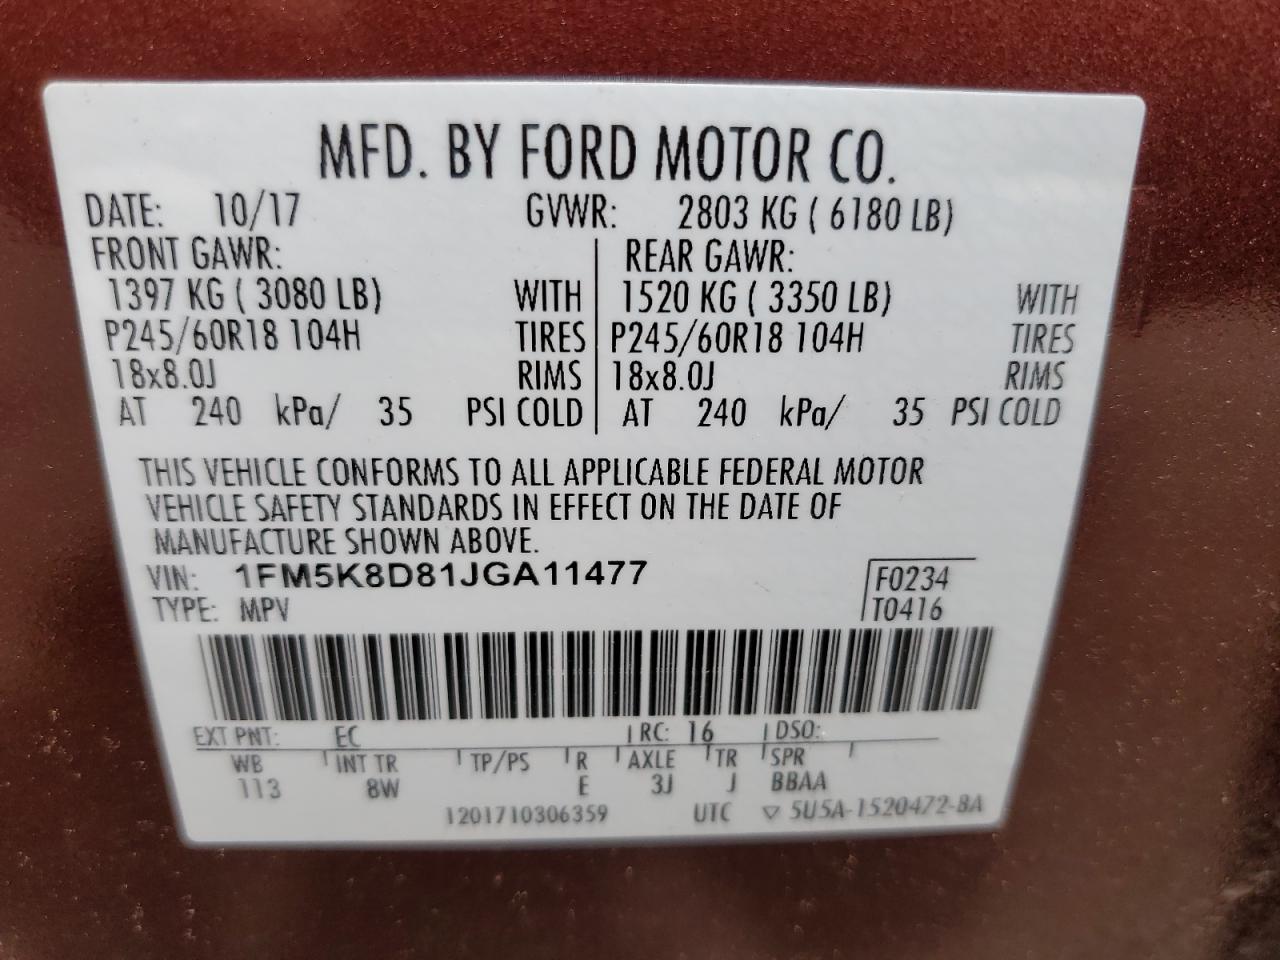 MFD. BY FORD MOTOR CO.
DATE: 10/17 GVWR: 2803 KG ( 6180 LB)
FRONT GAWR: REAR GAWR:
1397 KG ( 3080 LB) WITH 1520 KG ( 3350 LB) WITH
P245/60R18 104H TIRES P245/60R18 104H TIRES
18x8.0J RIMS 18x8.0J RIMS
AT 240 kPa/ 35 PSI COLD AT 240 kPa/ 35 PSI COLD
THIS VEHICLE CONFORMS TO ALL APPLICABLE FEDERAL MOTOR
VEHICLE SAFETY STANDARDS IN EFFECT ON THE DATE OF
MANUFACTURE SHOWN ABOVE.
VIN: 1FM5K8D81JGA11477 F0234
TYPE: MPV T0416
EXT PNT: EC RC: 16 DSO:
WB INT TR TP/PS R AXLE TR SPR
113 8W E 3J J BBAA
1201710306359 UTC ▽ 5U5A-1520472-BA